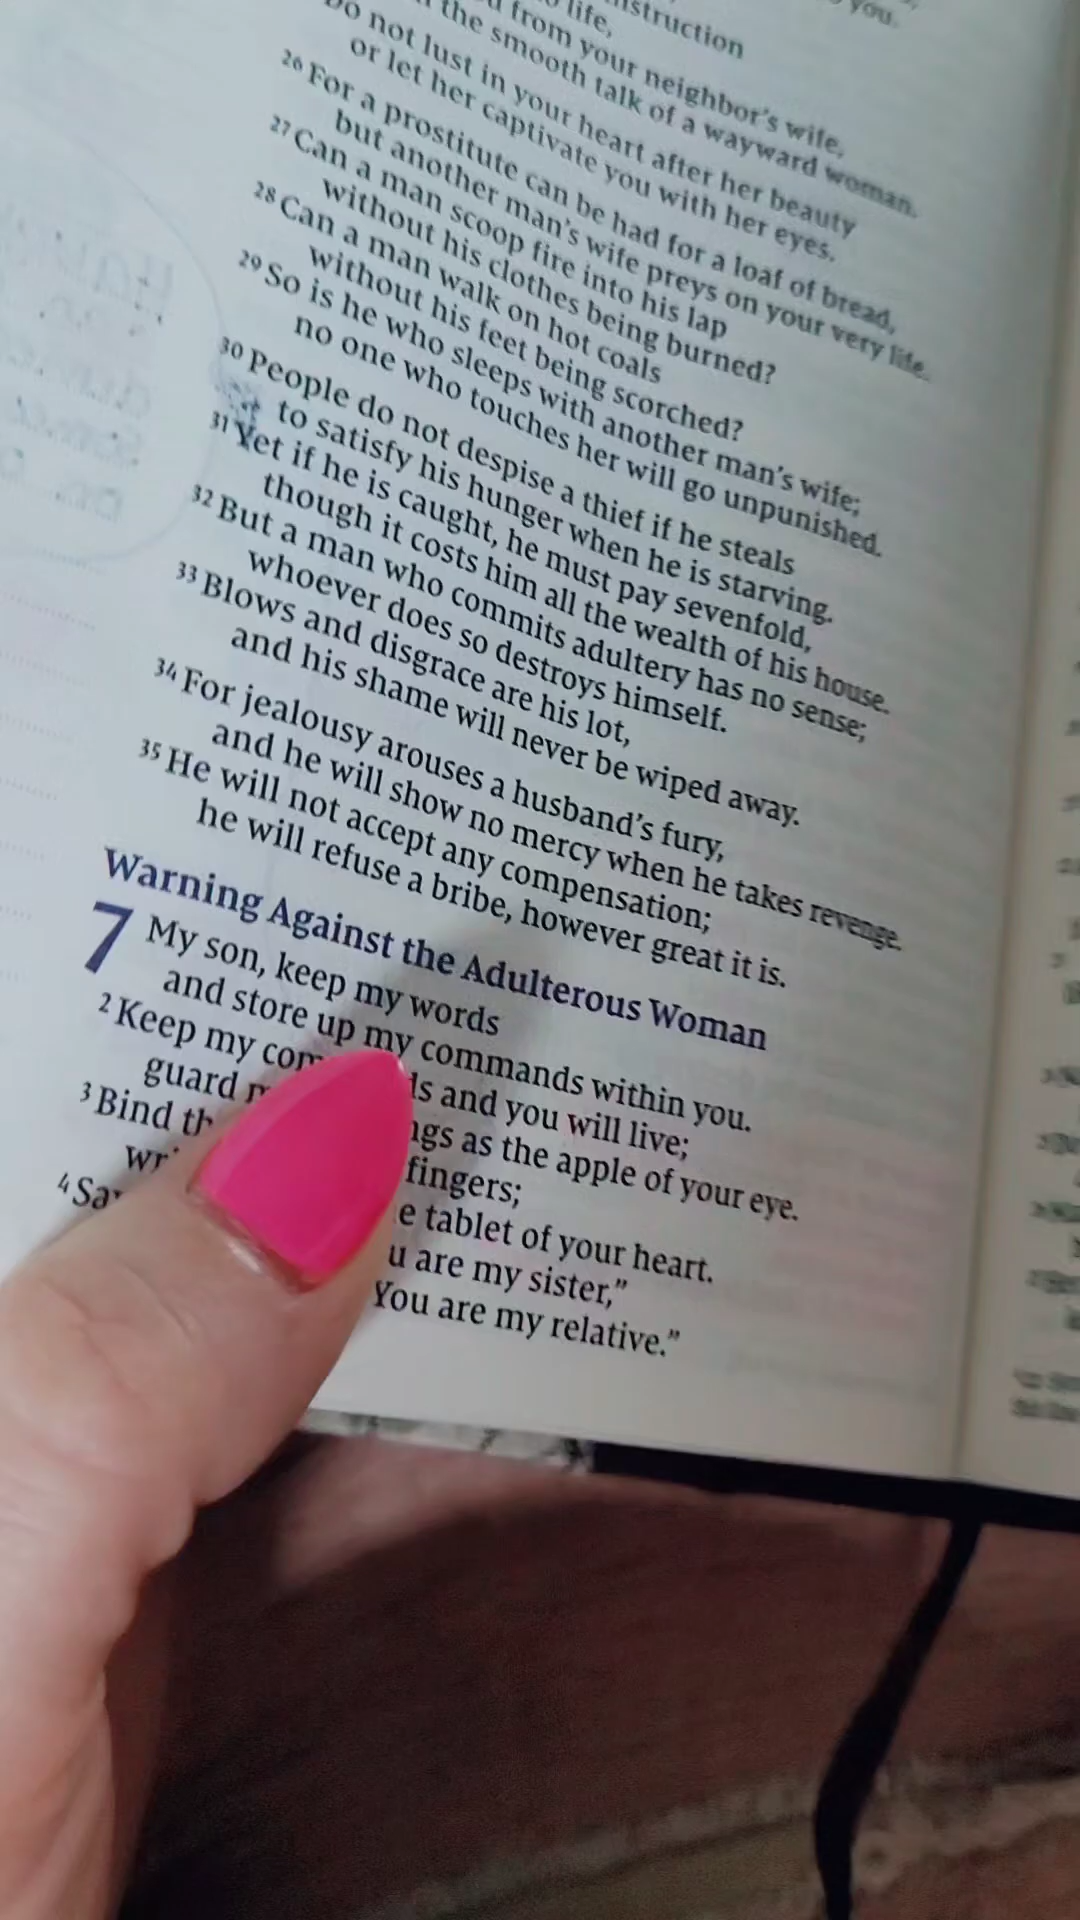 you.
nstruction
life,
from your neighbor's wife,
the smooth talk of a wayward woman.
Do not lust in your heart after her beauty
or let her captivate you with her eyes.
26 For a prostitute can be had for a loaf of bread,
but another man's wife preys on your very life.
27 Can a man scoop fire into his lap
without his clothes being burned?
28 Can a man walk on hot coals
without his feet being scorched?
29 So is he who sleeps with another man's wife;
no one who touches her will go unpunished.
30 People do not despise a thief if he steals
to satisfy his hunger when he is starving.
31 Yet if he is caught, he must pay sevenfold,
though it costs him all the wealth of his house.
32 But a man who commits adultery has no sense;
whoever does so destroys himself.
33 Blows and disgrace are his lot,
and his shame will never be wiped away.
34 For jealousy arouses a husband's fury,
and he will show no mercy when he takes revenge.
35 He will not accept any compensation;
he will refuse a bribe, however great it is.
Warning Against the Adulterous Woman
7 My son, keep my words
and store up my commands within you.
2 Keep my com ds and you will live;
guard m ngs as the apple of your eye.
3 Bind th fingers;
wri e tablet of your heart.
4 Say u are my sister,"
You are my relative."